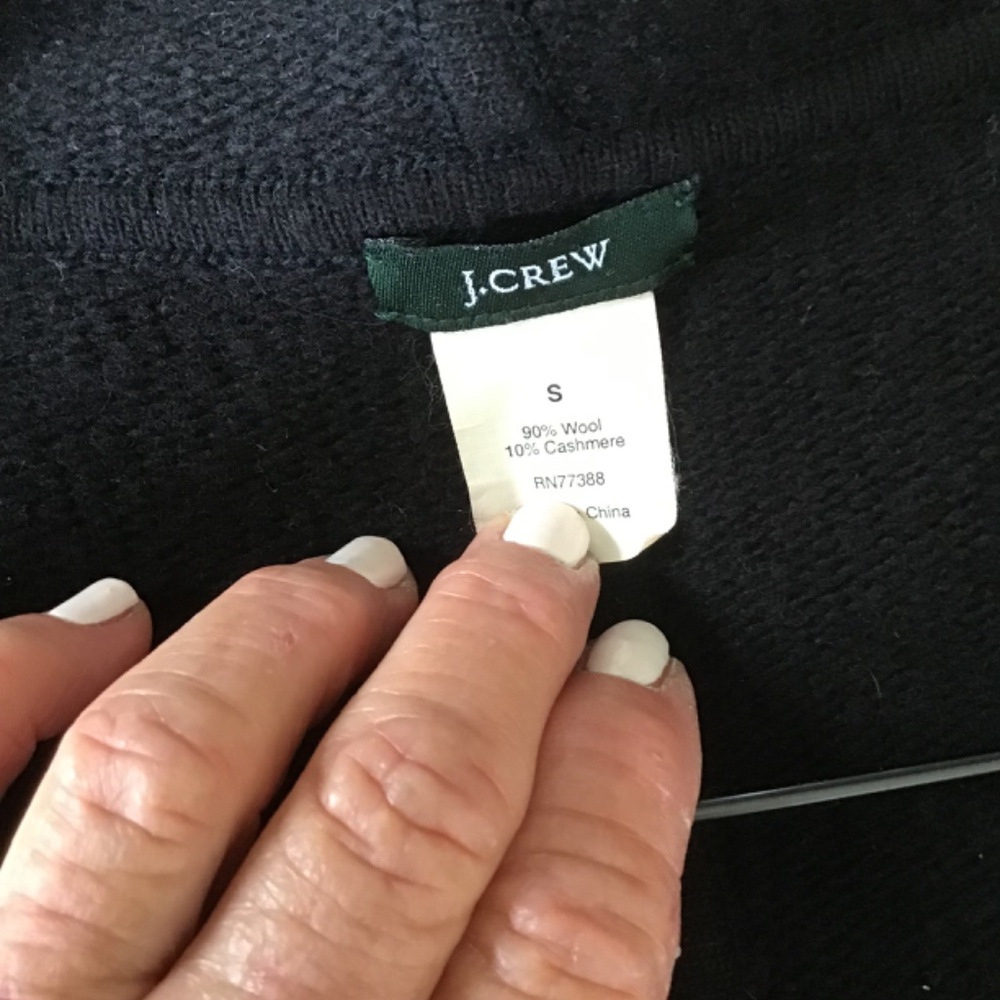 J.CREW
S
90% Wool
10% Cashmere
RN77388
China